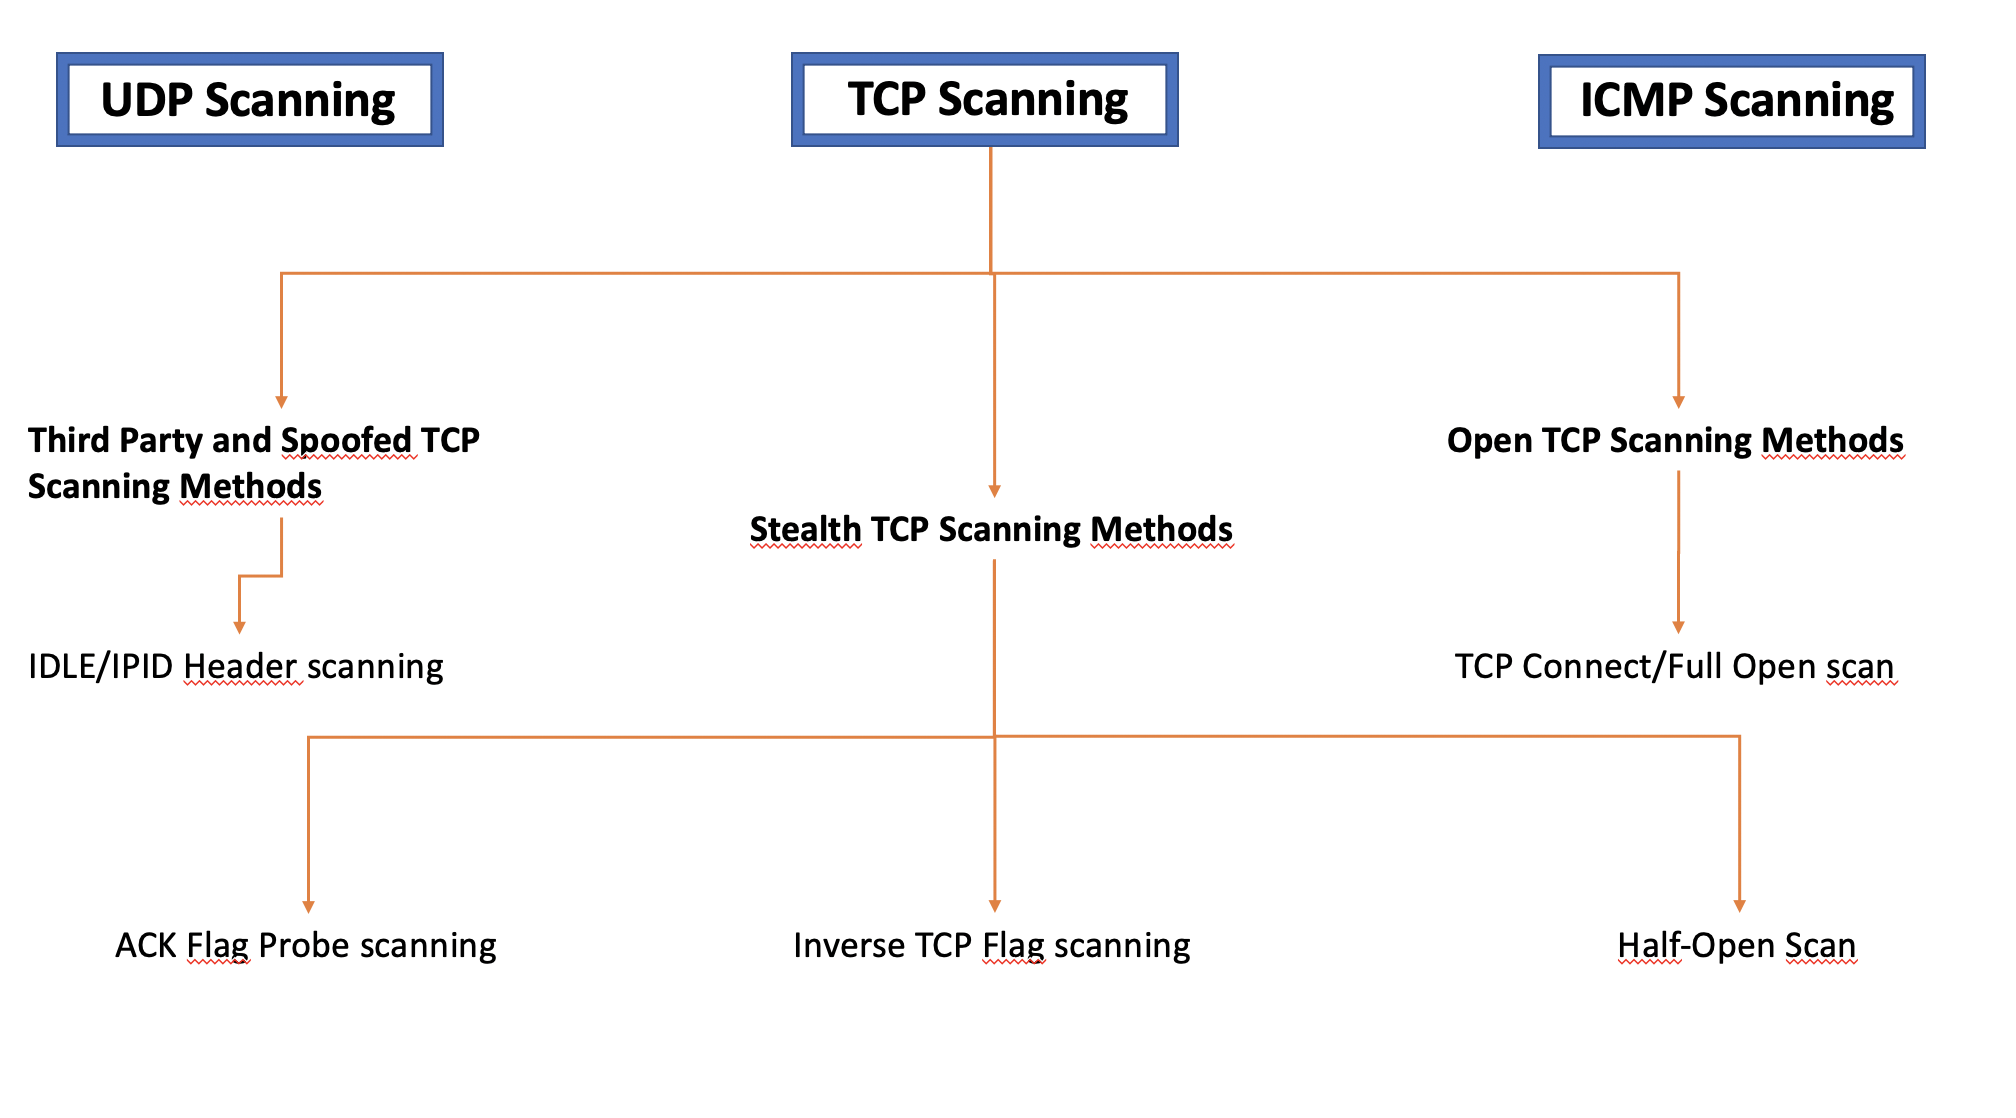 UDP Scanning
TCP Scanning
ICMP Scanning
Third Party and Spoofed TCP
Scanning Methods
Open TCP Scanning Methods
Stealth TCP Scanning Methods
IDLE/IPID Header scanning
TCP Connect/Full Open scan
ACK Flag Probe scanning
Inverse TCP Flag scanning
Half-Open Scan